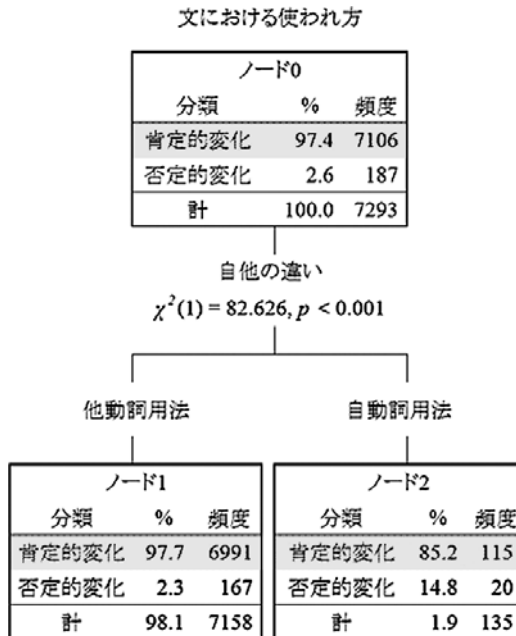 文における使われ方
ノード0
分類 % 頻度
肯定的変化 97.4 7106
否定的変化 2.6 187
計 100.0 7293
自他の違い
χ²(1) = 82.626, p < 0.001
他動詞用法
自動詞用法
ノード1
分類 % 頻度
肯定的変化 97.7 6991
否定的変化 2.3 167
計 98.1 7158
ノード2
分類 % 頻度
肯定的変化 85.2 115
否定的変化 14.8 20
計 1.9 135